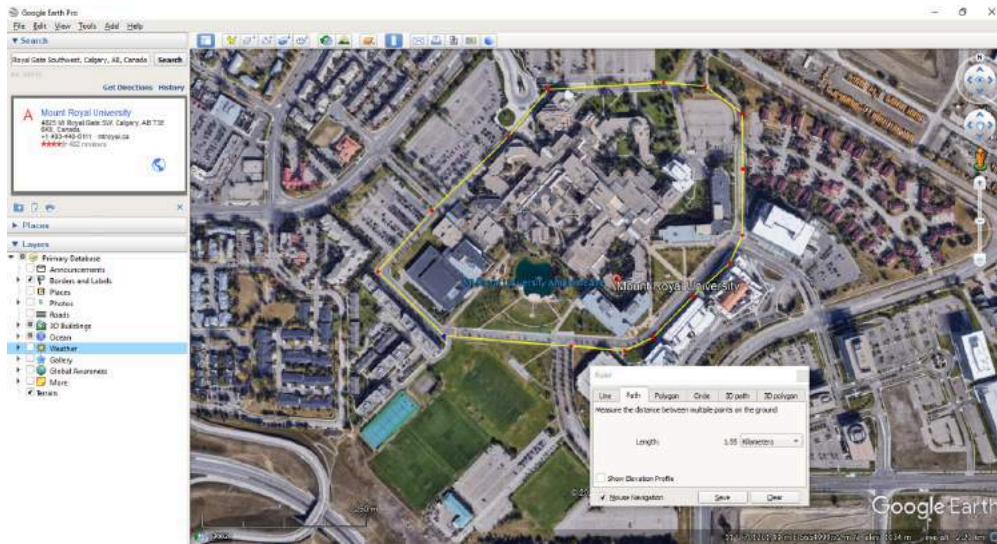 Google Earth Pro
File Edit View Tools Add Help
Search
Royal Gate Southwest, Calgary, AB, Canada Search
Get Directions History
A Mount Royal University
4825 Mt Royal Gate SW, Calgary, AB T3E
6K6, Canada
Places
Layers
Primary Database
Announcements
Borders and Labels
Places
Photos
Roads
3D Buildings
Ocean
Weather
Gallery
Global Awareness
More
Terrain
Mount Royal University
Ruler
Line Path Polygon Circle 3D path 3D polygon
Measure the distance between multiple points on the ground
Length: 1.55 Kilometers
Show Elevation Profile
Mouse Navigation Save Clear
Google Earth